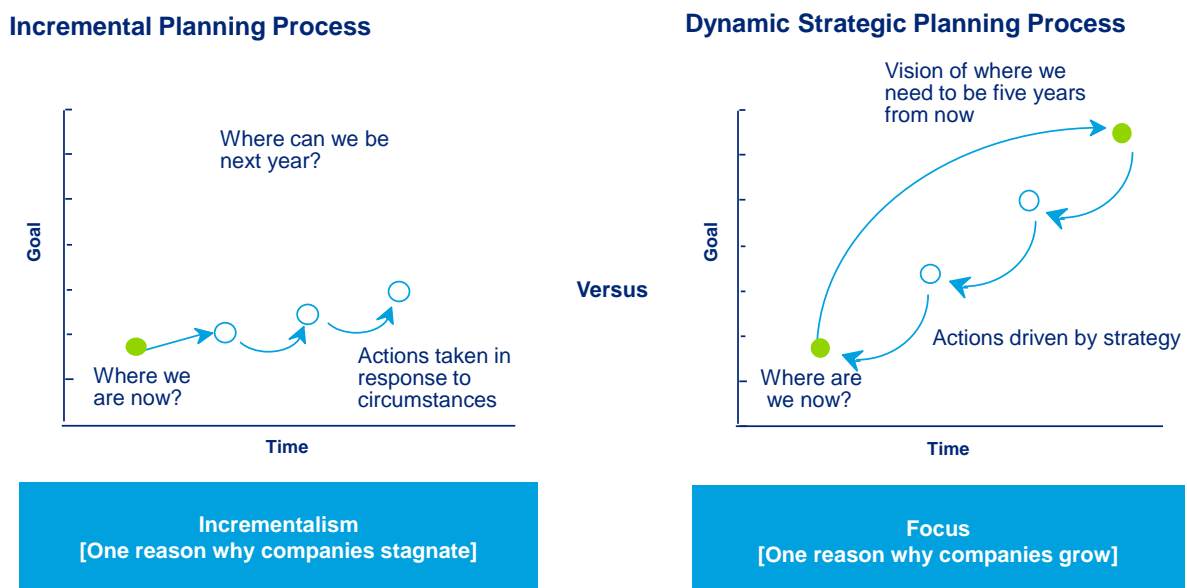 Incremental Planning Process
Where can we be
next year?
Goal
Where we
are now?
Actions taken in
response to
circumstances
Time
Incrementalism
[One reason why companies stagnate]
Versus
Dynamic Strategic Planning Process
Vision of where we
need to be five years
from now
Goal
Actions driven by strategy
Where are
we now?
Time
Focus
[One reason why companies grow]